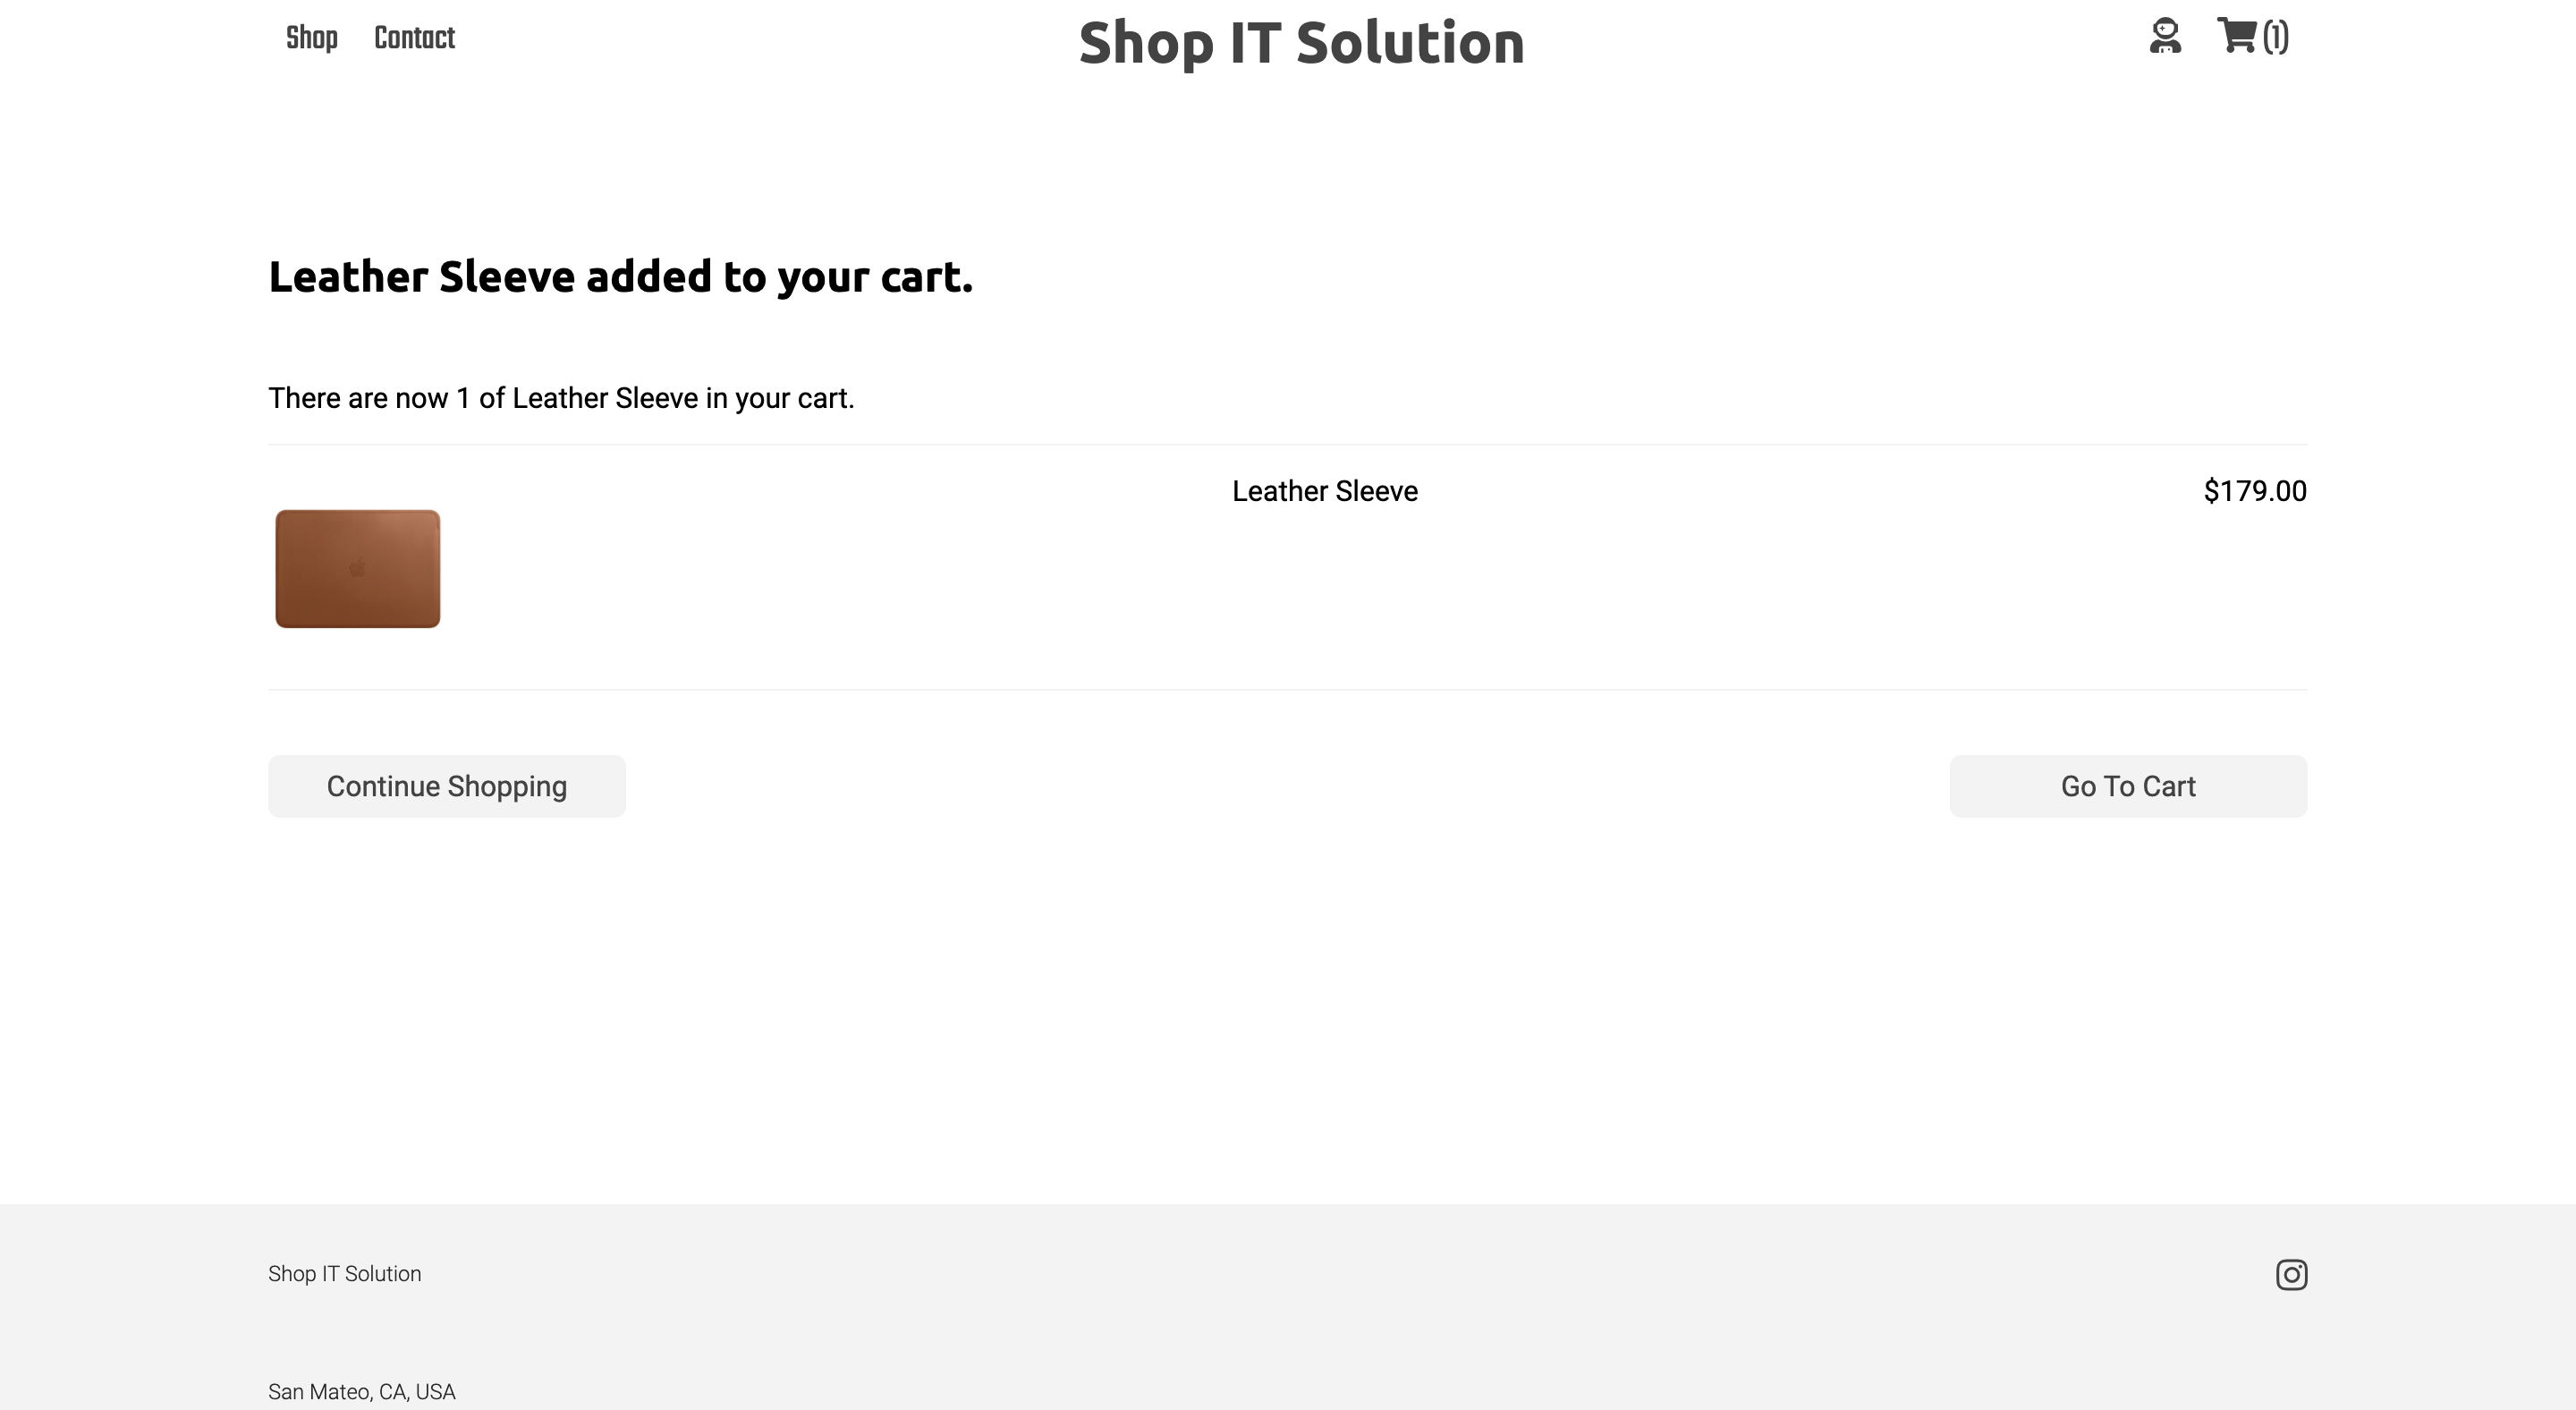 Shop Contact Shop IT Solution (1)
Leather Sleeve added to your cart.
There are now 1 of Leather Sleeve in your cart.
Leather Sleeve $179.00
Continue Shopping Go To Cart
Shop IT Solution
San Mateo, CA, USA